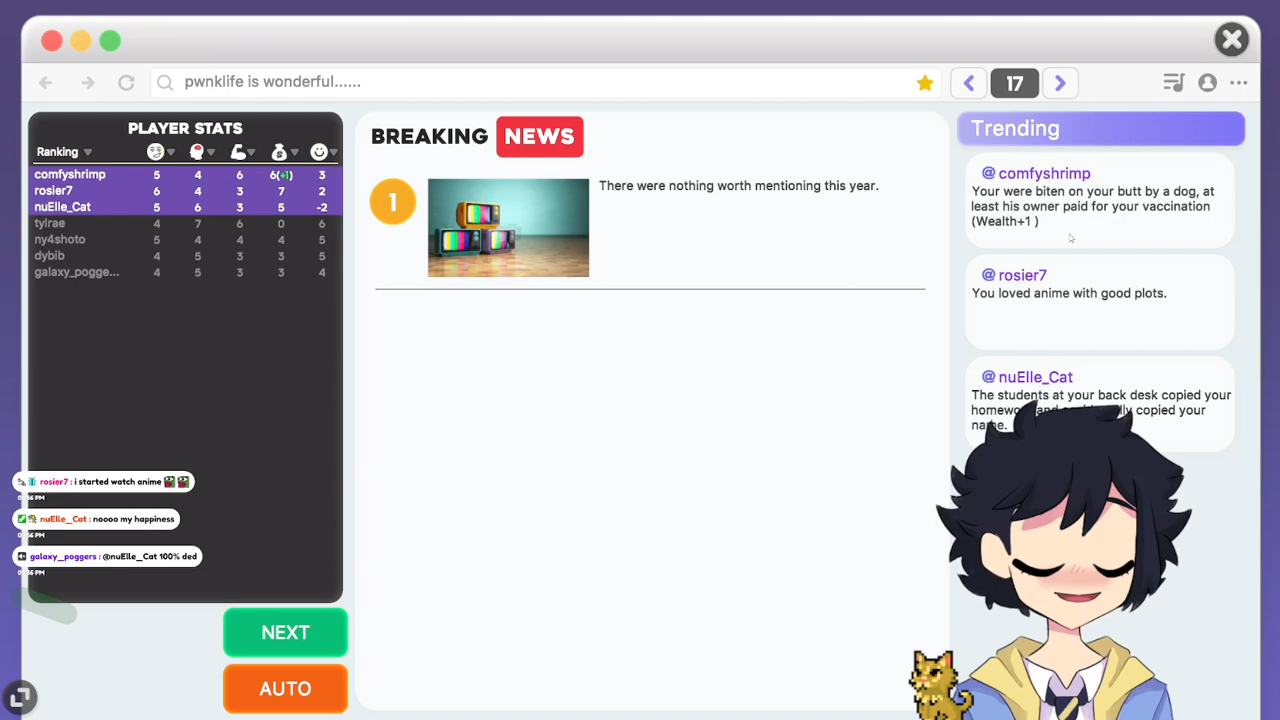 pwnklife is wonderful......
17
PLAYER STATS
Ranking
comfyshrimp 5 4 6 6(+1) 3
rosier7 6 4 3 7 2
nuElle_Cat 5 6 3 5 -2
tylrae 4 7 6 0 6
ny4shoto 5 4 4 4 5
dybib 4 5 3 3 5
galaxy_pogge... 4 5 3 3 4
rosier7 : i started watch anime
nuElle_Cat : noooo my happiness
galaxy_poggers : @nuElle_Cat 100% ded
NEXT
AUTO
BREAKING NEWS
1
There were nothing worth mentioning this year.
Trending
@ comfyshrimp
Your were biten on your butt by a dog, at
least his owner paid for your vaccination
(Wealth+1 )
@ rosier7
You loved anime with good plots.
@ nuElle_Cat
The students at your back desk copied your
copied your
name.